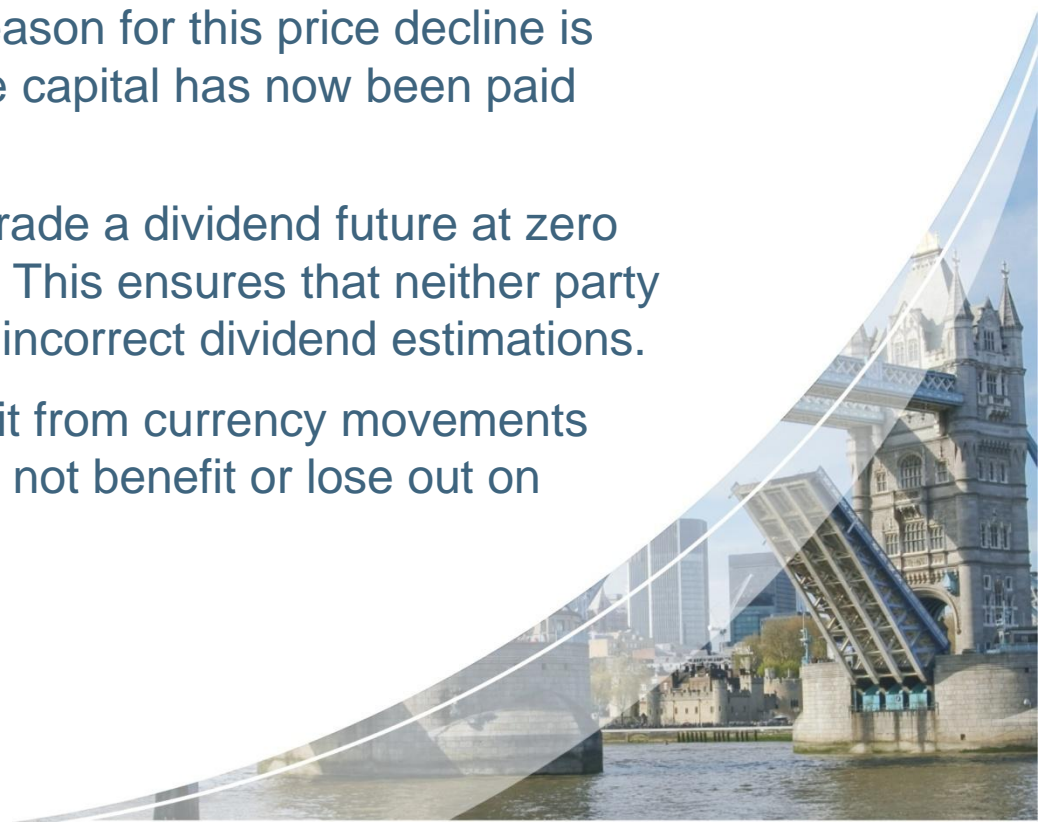 ason for this price decline is
e capital has now been paid
rade a dividend future at zero
This ensures that neither party
incorrect dividend estimations.
it from currency movements
not benefit or lose out on